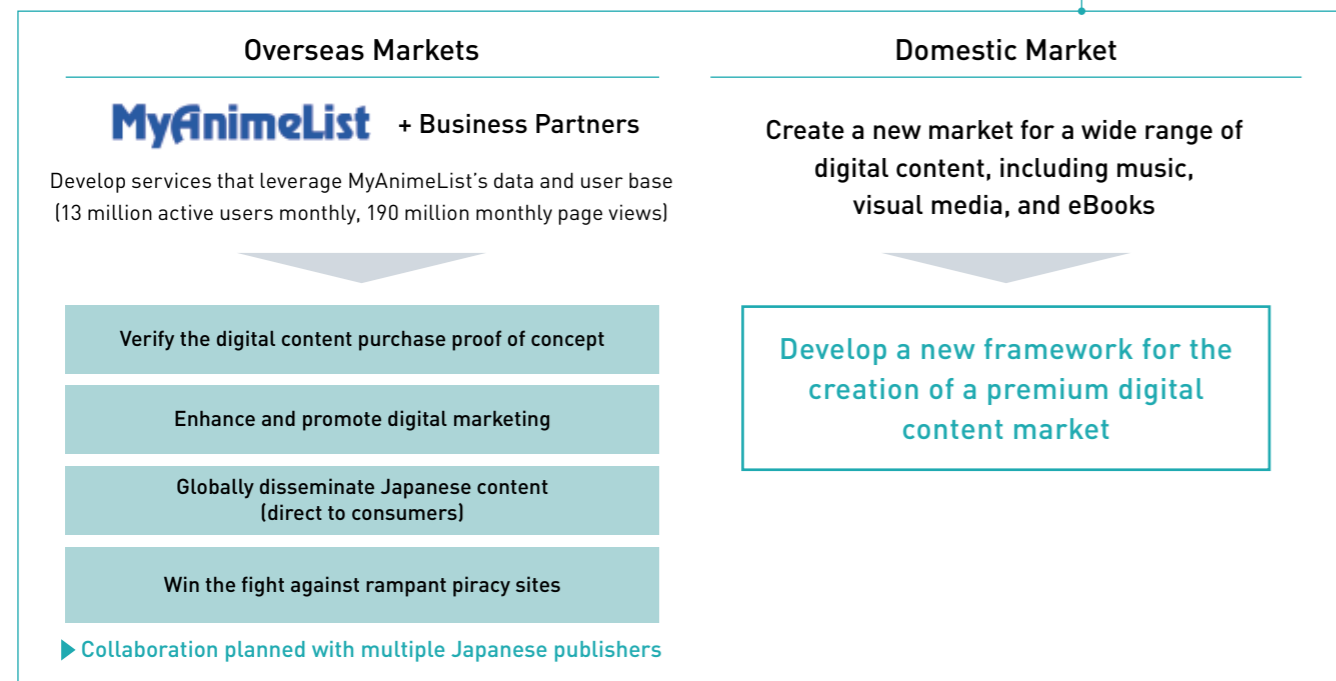 Overseas Markets
MyAnimeList + Business Partners
Develop services that leverage MyAnimeList’s data and user base
(13 million active users monthly, 190 million monthly page views)
Verify the digital content purchase proof of concept
Enhance and promote digital marketing
Globally disseminate Japanese content
(direct to consumers)
Win the fight against rampant piracy sites
Collaboration planned with multiple Japanese publishers
Domestic Market
Create a new market for a wide range of
digital content, including music,
visual media, and eBooks
Develop a new framework for the
creation of a premium digital
content market